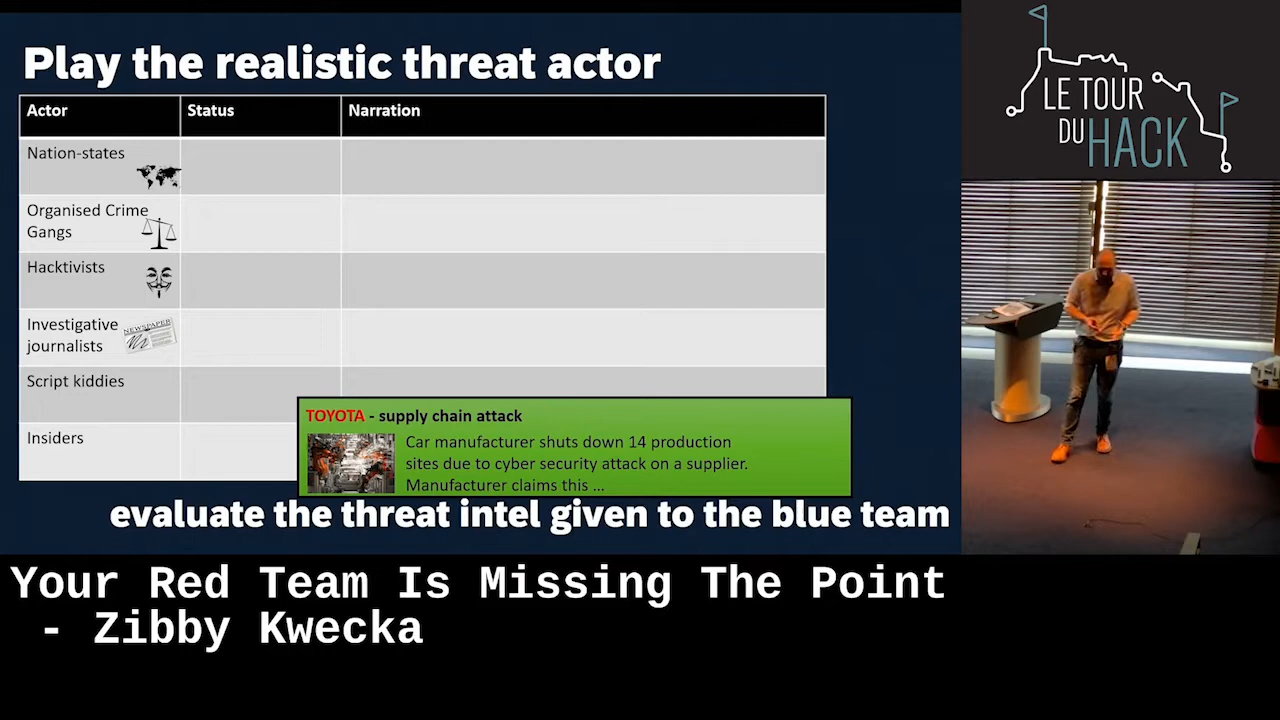 Play the realistic threat actor
Actor Status Narration
Nation-states
Organised Crime
Gangs
Hacktivists
Investigative
journalists
NEWSPAPER
Script kiddies
Insiders
TOYOTA - supply chain attack
Car manufacturer shuts down 14 production
sites due to cyber security attack on a supplier.
Manufacturer claims this ...
evaluate the threat intel given to the blue team
LE TOUR
DU HACK
Your Red Team Is Missing The Point
- Zibby Kwecka